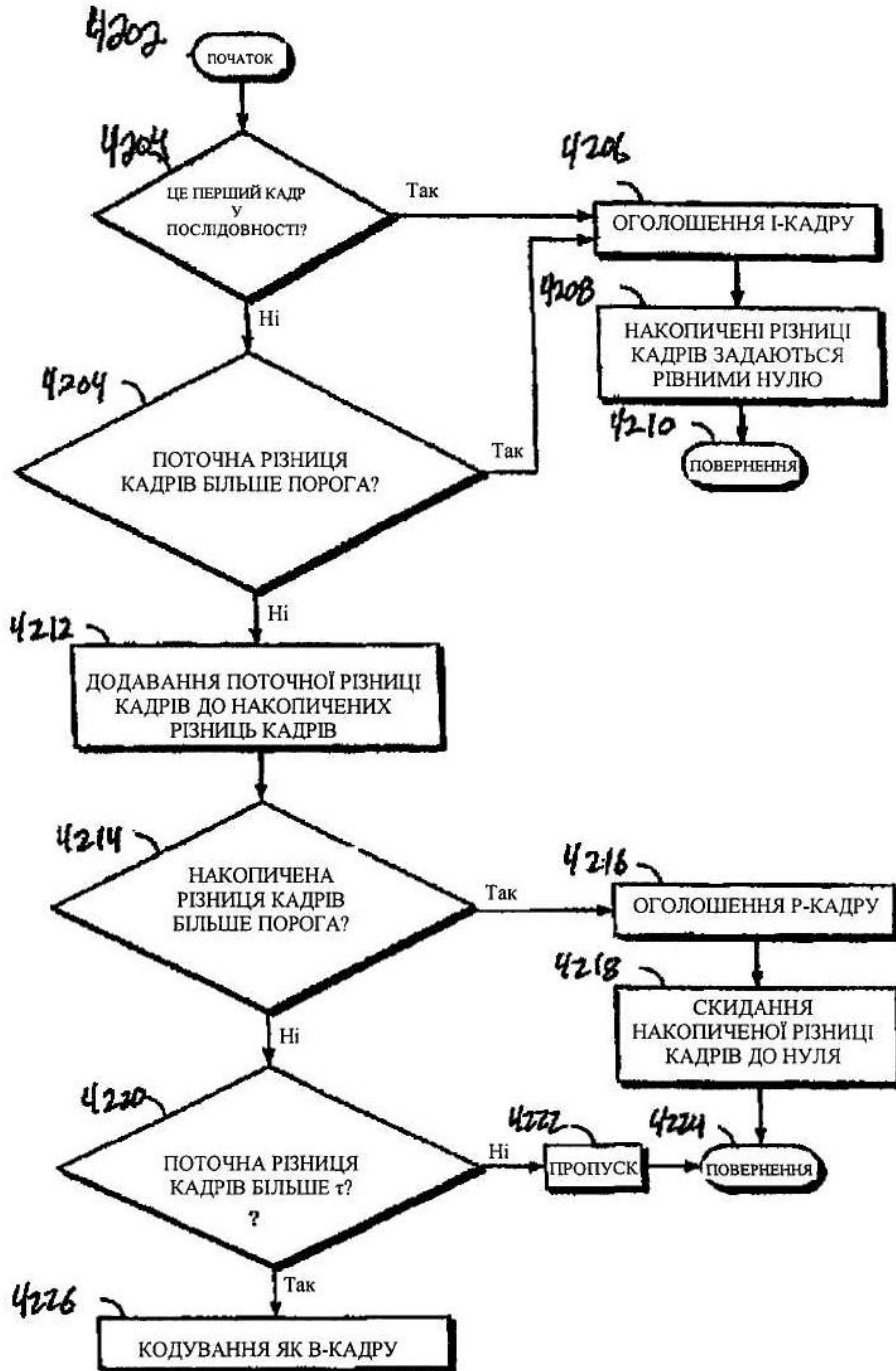 4202
ПОЧАТОК
4204
ЦЕ ПЕРШИЙ КАДР
У
ПОСЛІДОВНОСТІ?
Так
4206
ОГОЛОШЕННЯ I-КАДРУ
4208
НАКОПИЧЕНІ РІЗНИЦІ
КАДРІВ ЗАДАЮТЬСЯ
РІВНИМИ НУЛЮ
4210
ПОВЕРНЕННЯ
Ні
4204
ПОТОЧНА РІЗНИЦЯ
КАДРІВ БІЛЬШЕ ПОРОГА?
Так
Ні
4212
ДОДАВАННЯ ПОТОЧНОЇ РІЗНИЦІ
КАДРІВ ДО НАКОПИЧЕНИХ
РІЗНИЦЬ КАДРІВ
4214
НАКОПИЧЕНА
РІЗНИЦЯ КАДРІВ
БІЛЬШЕ ПОРОГА?
Так
4216
ОГОЛОШЕННЯ Р-КАДРУ
4218
СКИДАННЯ
НАКОПИЧЕНОЇ РІЗНИЦІ
КАДРІВ ДО НУЛЯ
Ні
4220
ПОТОЧНА РІЗНИЦЯ
КАДРІВ БІЛЬШЕ τ?
?
Ні
4222
ПРОПУСК
4224
ПОВЕРНЕННЯ
Так
4226
КОДУВАННЯ ЯК В-КАДРУ